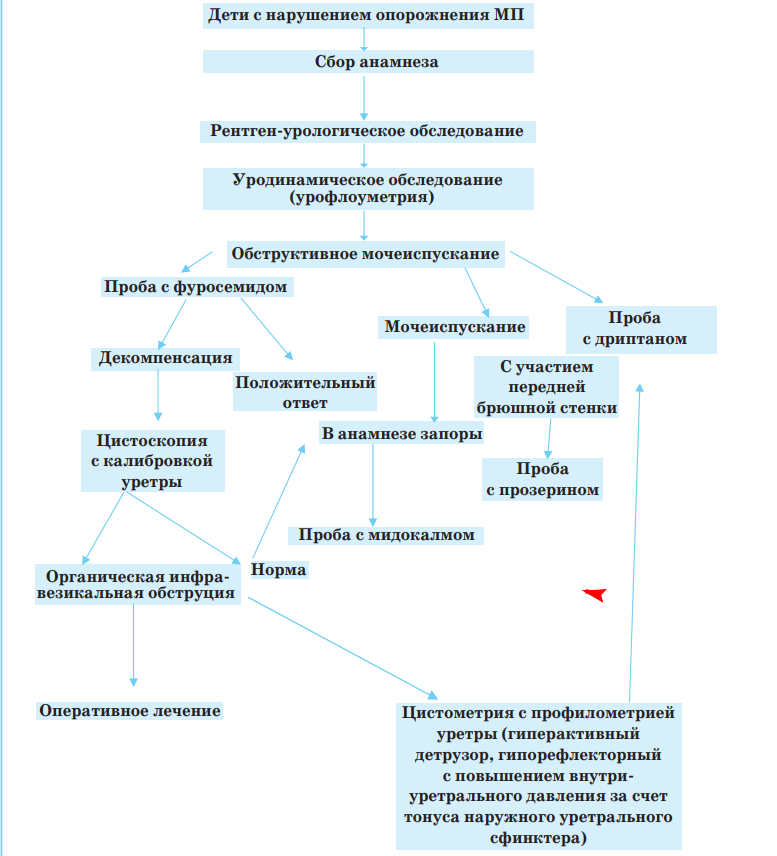 Дети с нарушением опорожнения МП
Сбор анамнеза
Рентген-урологическое обследование
Уродинамическое обследование
(урофлоуметрия)
Обструктивное мочеиспускание
Проба с фуросемидом
Мочеиспускание
Проба
с дриптаном
Декомпенсация
Положительный
ответ
С участием
передней
брюшной стенки
В анамнезе запоры
Цистоскопия
с калибровкой
уретры
Проба
с прозерином
Проба с мидокалмом
Норма
Органическая инфра-
везикальная обструция
Оперативное лечение
Цистометрия с профилометрией
уретры (гиперактивный
детрузор, гипорефлекторный
с повышением внутри-
уретрального давления за счет
тонуса наружного уретрального
сфинктера)